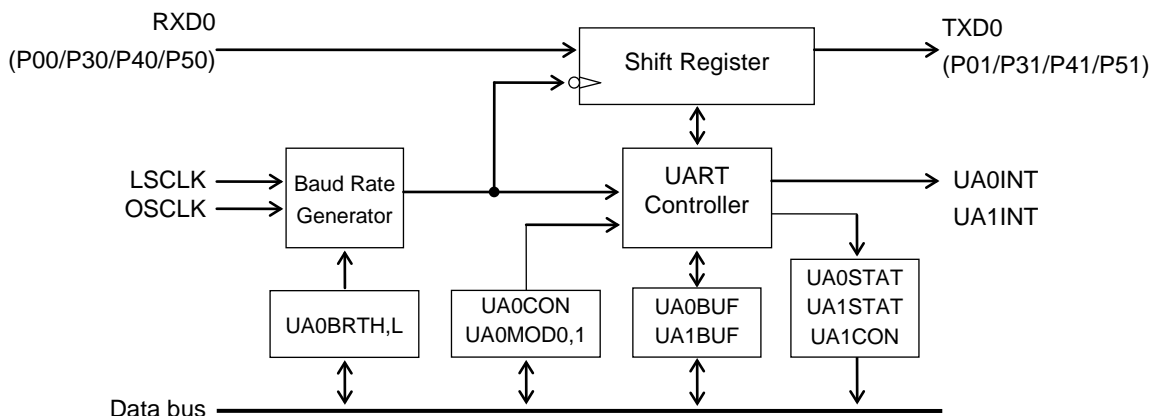 RXD0
(P00/P30/P40/P50)
Shift Register
TXD0
(P01/P31/P41/P51)
LSCLK
OSCLK
Baud Rate
Generator
UART
Controller
UA0INT
UA1INT
UA0BRTH,L
UA0CON
UA0MOD0,1
UA0BUF
UA1BUF
UA0STAT
UA1STAT
UA1CON
Data bus